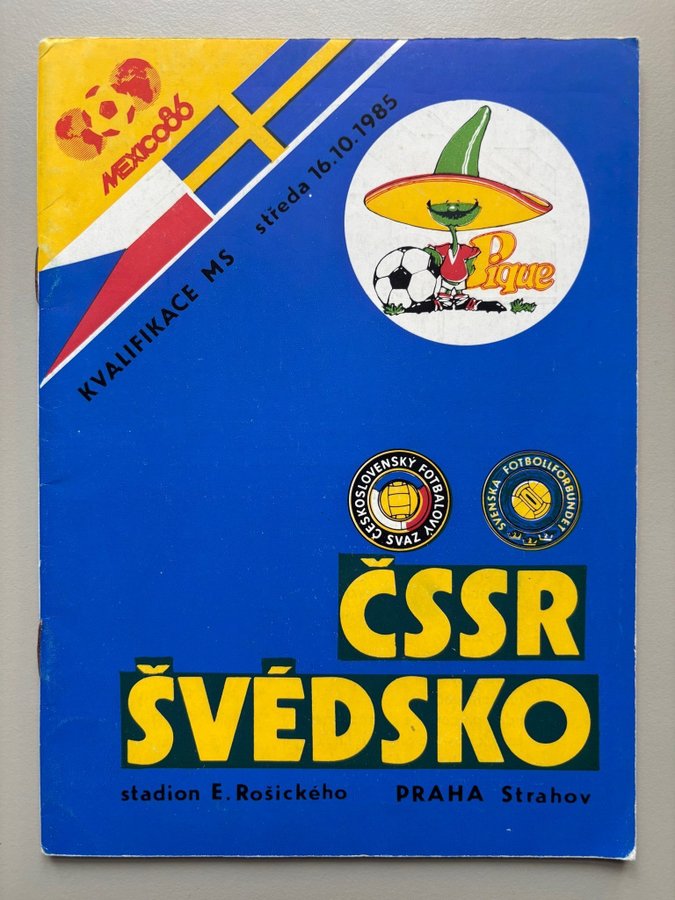 MEXICO86
KVALIFIKACE MS středa 16.10.1985
Pique
ČESKOSLOVENSKÝ FOTBALOVÝ SVAZ
SVENSKA FOTBOLLFÖRBUNDET
ČSSR
ŠVÉDSKO
stadion E. Rošického PRAHA Strahov